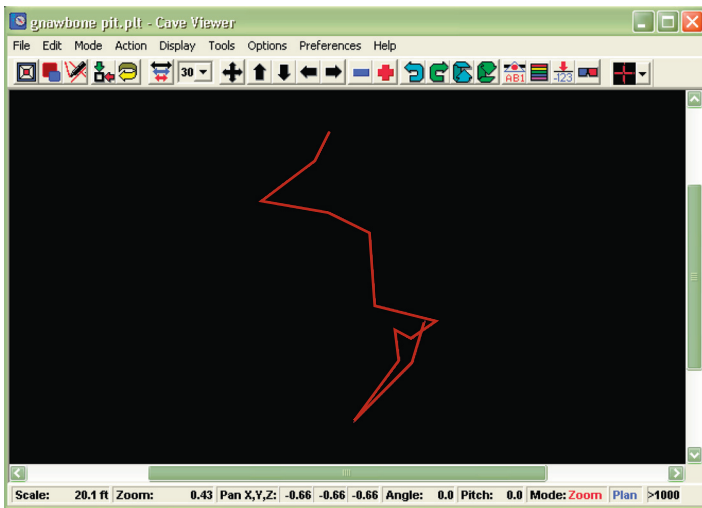 gnawbone pit.plt - Cave Viewer
File Edit Mode Action Display Tools Options Preferences Help
30 AB1 -123
Scale: 20.1 ft Zoom: 0.43 Pan X,Y,Z: -0.66 -0.66 -0.66 Angle: 0.0 Pitch: 0.0 Mode: Zoom Plan >1000